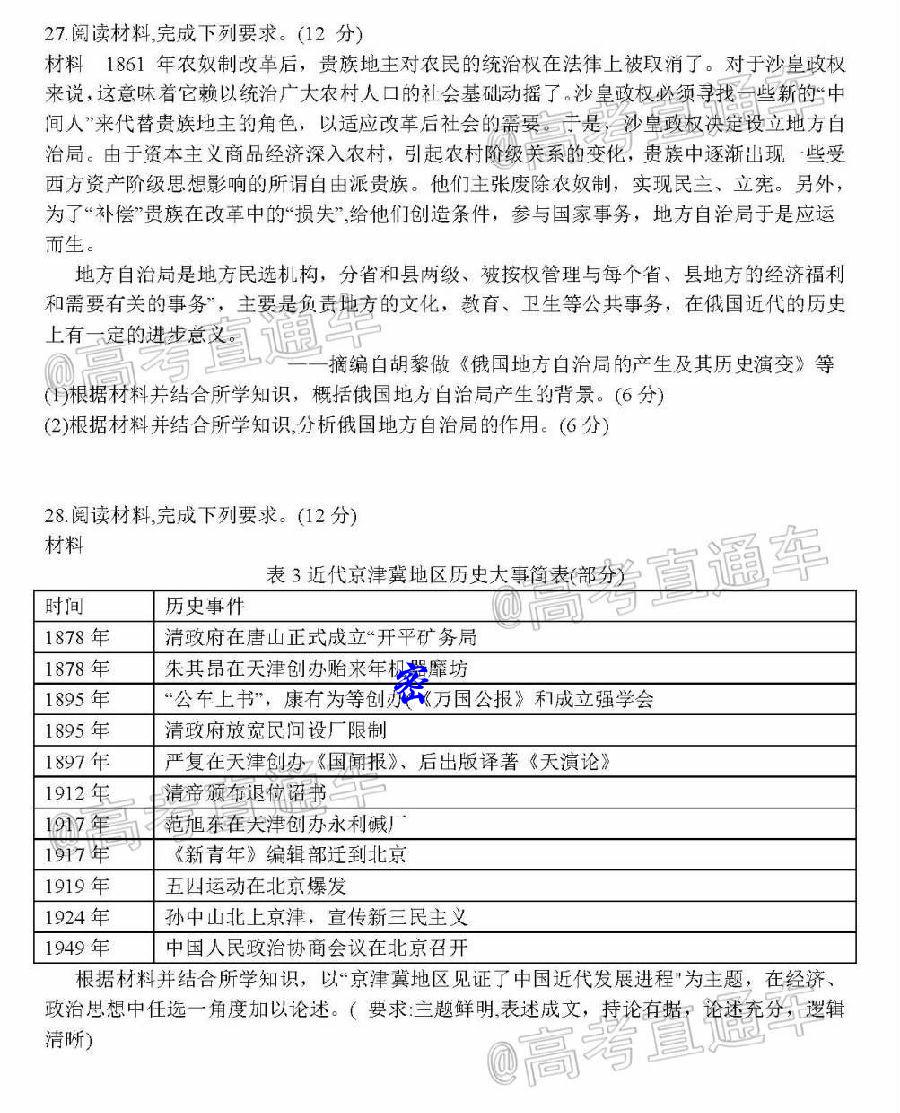 27.阅读材料,完成下列要求。(12 分)
材料 1861 年农奴制改革后，贵族地主对农民的统治权在法律上被取消了。对于沙皇政权
来说，这意味着它赖以统治广大农村人口的社会基础动摇了。沙皇政权必须寻找一些新的“中
间人”来代替贵族地主的角色，以适应改革后社会的需要。于是，沙皇政权决定设立地方自
治局。由于资本主义商品经济深入农村，引起农村阶级关系的变化，贵族中逐渐出现一些受
西方资产阶级思想影响的所谓自由派贵族。他们主张废除农奴制，实现民主、立宪。另外，
为了“补偿”贵族在改革中的“损失”,给他们创造条件，参与国家事务，地方自治局于是应运
而生。
地方自治局是地方民选机构，分省和县两级、被按权管理与每个省、县地方的经济福利
和需要有关的事务”，主要是负责地方的文化，教育、卫生等公共事务，在俄国近代的历史
上有一定的进步意义。
——摘编自胡黎做《俄国地方自治局的产生及其历史演变》等
(1)根据材料并结合所学知识，概括俄国地方自治局产生的背景。(6 分)
(2)根据材料并结合所学知识,分析俄国地方自治局的作用。(6 分)
28.阅读材料,完成下列要求。(12 分)
材料
表 3 近代京津冀地区历史大事简表(部分)
时间 历史事件
1878 年 清政府在唐山正式成立“开平矿务局
1878 年 朱其昂在天津创办贻来年机器靡坊
1895 年 “公车上书”，康有为等创办《万国公报》和成立强学会
1895 年 清政府放宽民间设厂限制
1897 年 严复在天津创办《国闻报》、后出版译著《天演论》
1912 年 清帝颁布退位诏书
1917 年 范旭东在天津创办永利碱厂
1917 年 《新青年》编辑部迁到北京
1919 年 五四运动在北京爆发
1924 年 孙中山北上京津，宣传新三民主义
1949 年 中国人民政治协商会议在北京召开
根据材料并结合所学知识，以“京津冀地区见证了中国近代发展进程"为主题，在经济、
政治思想中任选一角度加以论述。( 要求:主题鲜明,表述成文，持论有据，论述充分，逻辑
清晰)
密
@高考直通车
@高考直通车
@高考直通车
@高考直通车
@高考直通车
@高考直通车